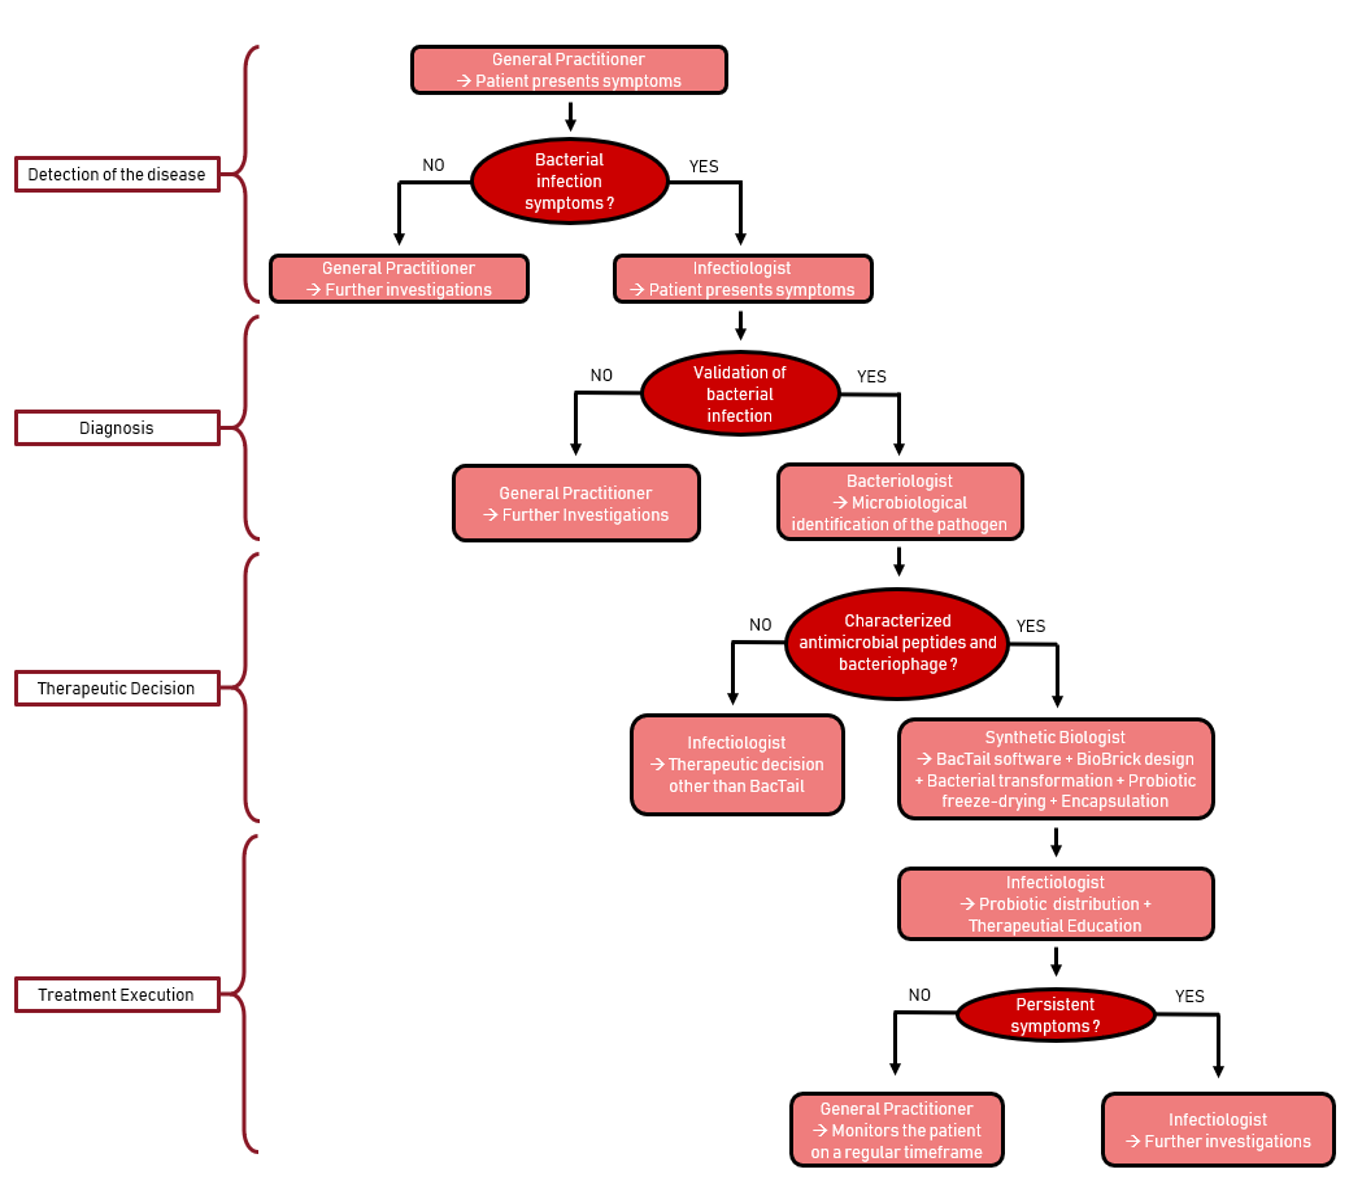 General Practitioner
→ Patient presents symptoms
Detection of the disease
NO
Bacterial
infection
symptoms ?
YES
General Practitioner
→ Further investigations
Infectiologist
→ Patient presents symptoms
Diagnosis
NO
Validation of
bacterial
infection
YES
General Practitioner
→ Further Investigations
Bacteriologist
→ Microbiological
identification of the pathogen
Therapeutic Decision
NO
Characterized
antimicrobial peptides and
bacteriophage ?
YES
Infectiologist
→ Therapeutic decision
other than BacTail
Synthetic Biologist
→ BacTail software + BioBrick design
+ Bacterial transformation + Probiotic
freeze-drying + Encapsulation
Treatment Execution
Infectiologist
→ Probiotic distribution +
Therapeutial Education
NO
Persistent
symptoms ?
YES
General Practitioner
→ Monitors the patient
on a regular timeframe
Infectiologist
→ Further investigations